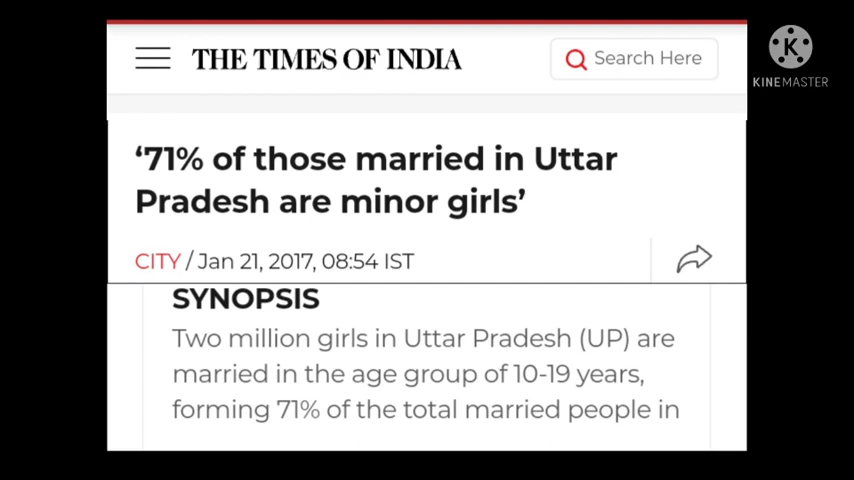 THE TIMES OF INDIA
Search Here
K
KINEMASTER
‘71% of those married in Uttar
Pradesh are minor girls’
CITY / Jan 21, 2017, 08:54 IST
SYNOPSIS
Two million girls in Uttar Pradesh (UP) are
married in the age group of 10-19 years,
forming 71% of the total married people in